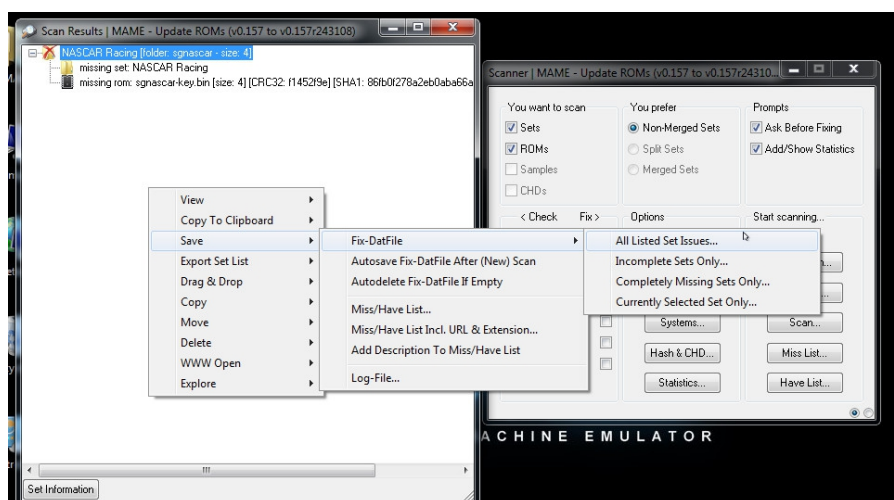 Scan Results | MAME - Update ROMs (v0.157 to v0.157r243108)
NASCAR Racing [folder: sgnascar - size: 4]
missing set: NASCAR Racing
missing rom: sgnascar-key.bin [size: 4] [CRC32: f1452f9e] [SHA1: 86fb0f278a2eb0aba66a
View
Copy To Clipboard
Save
Export Set List
Drag & Drop
Copy
Move
Delete
WWW Open
Explore
Fix-DatFile
Autosave Fix-DatFile After (New) Scan
Autodelete Fix-DatFile If Empty
Miss/Have List...
Miss/Have List Incl. URL & Extension...
Add Description To Miss/Have List
Log-File...
All Listed Set Issues...
Incomplete Sets Only...
Completely Missing Sets Only...
Currently Selected Set Only...
Set Information
Scanner | MAME - Update ROMs (v0.157 to v0.157r24310...
You want to scan
Sets
ROMs
Samples
CHDs
You prefer
Non-Merged Sets
Split Sets
Merged Sets
Prompts
Ask Before Fixing
Add/Show Statistics
< Check Fix >
Options
Start scanning...
Systems...
Scan...
Hash & CHD...
Miss List...
Statistics...
Have List...
ACHINE EMULATOR